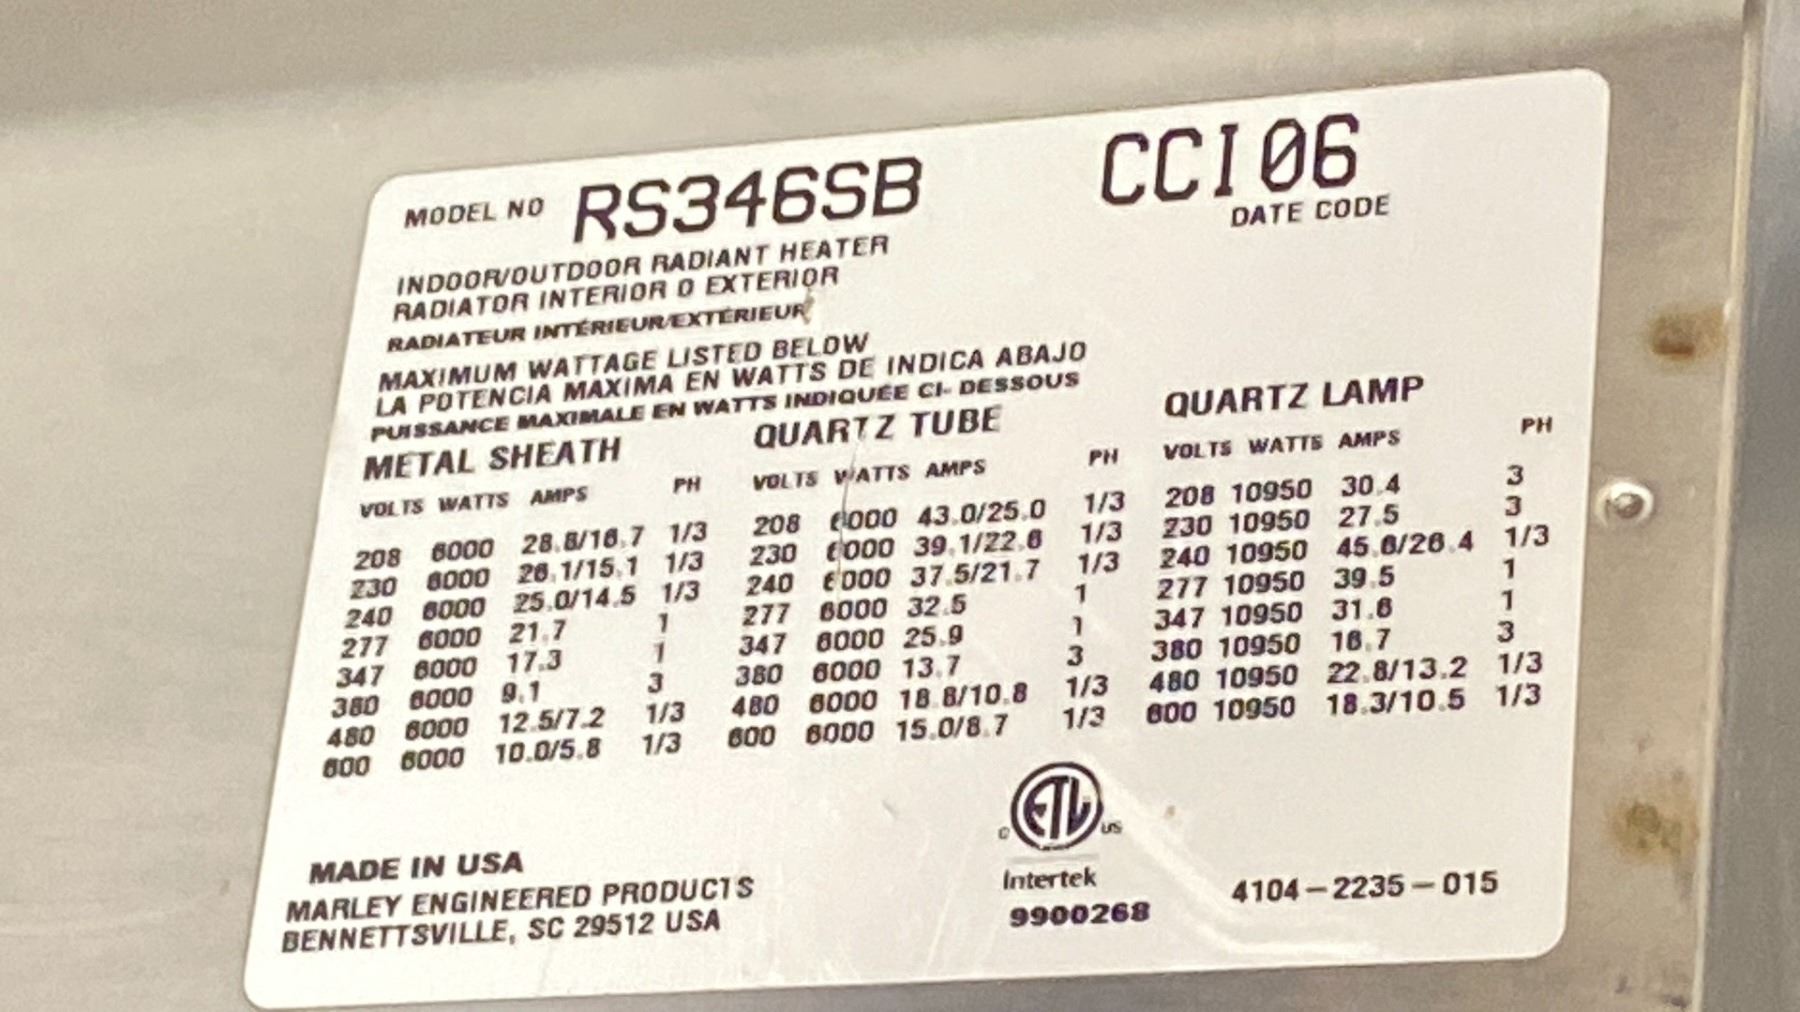 MODEL NO RS346SB CCI06
DATE CODE
INDOOR/OUTDOOR RADIANT HEATER
RADIATOR INTERIOR O EXTERIOR
RADIATEUR INTÉRIEUR/EXTÉRIEUR
MAXIMUM WATTAGE LISTED BELOW
LA POTENCIA MAXIMA EN WATTS DE INDICA ABAJO
PUISSANCE MAXIMALE EN WATTS INDIQUÉE CI- DESSOUS
METAL SHEATH
VOLTS WATTS AMPS PH
208 6000 28.8/16.7 1/3
230 6000 26.1/15.1 1/3
240 6000 25.0/14.5 1/3
277 6000 21.7 1
347 6000 17.3 1
380 6000 9.1 3
480 6000 12.5/7.2 1/3
600 6000 10.0/5.8 1/3
QUARTZ TUBE
VOLTS WATTS AMPS PH
208 6000 43.0/25.0 1/3
230 6000 39.1/22.6 1/3
240 6000 37.5/21.7 1/3
277 6000 32.5 1
347 6000 25.9 1
380 6000 13.7 3
480 6000 18.8/10.8 1/3
600 6000 15.0/8.7 1/3
QUARTZ LAMP
VOLTS WATTS AMPS PH
208 10950 30.4 3
230 10950 27.5 3
240 10950 45.6/26.4 1/3
277 10950 39.5 1
347 10950 31.6 1
380 10950 16.7 3
480 10950 22.8/13.2 1/3
600 10950 18.3/10.5 1/3
MADE IN USA
MARLEY ENGINEERED PRODUCTS
BENNETTSVILLE, SC 29512 USA
C ETL US
Intertek
9900268
4104-2235-015